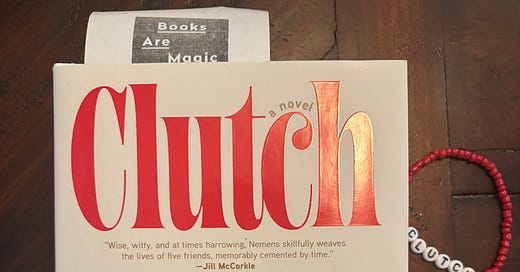 Books
Are
Magic
Clutch
a novel
"Wise, witty, and at times harrowing, Nemens skillfully weaves
the lives of five friends, memorably cemented by time."
—Jill McCorkle
CLUTCH